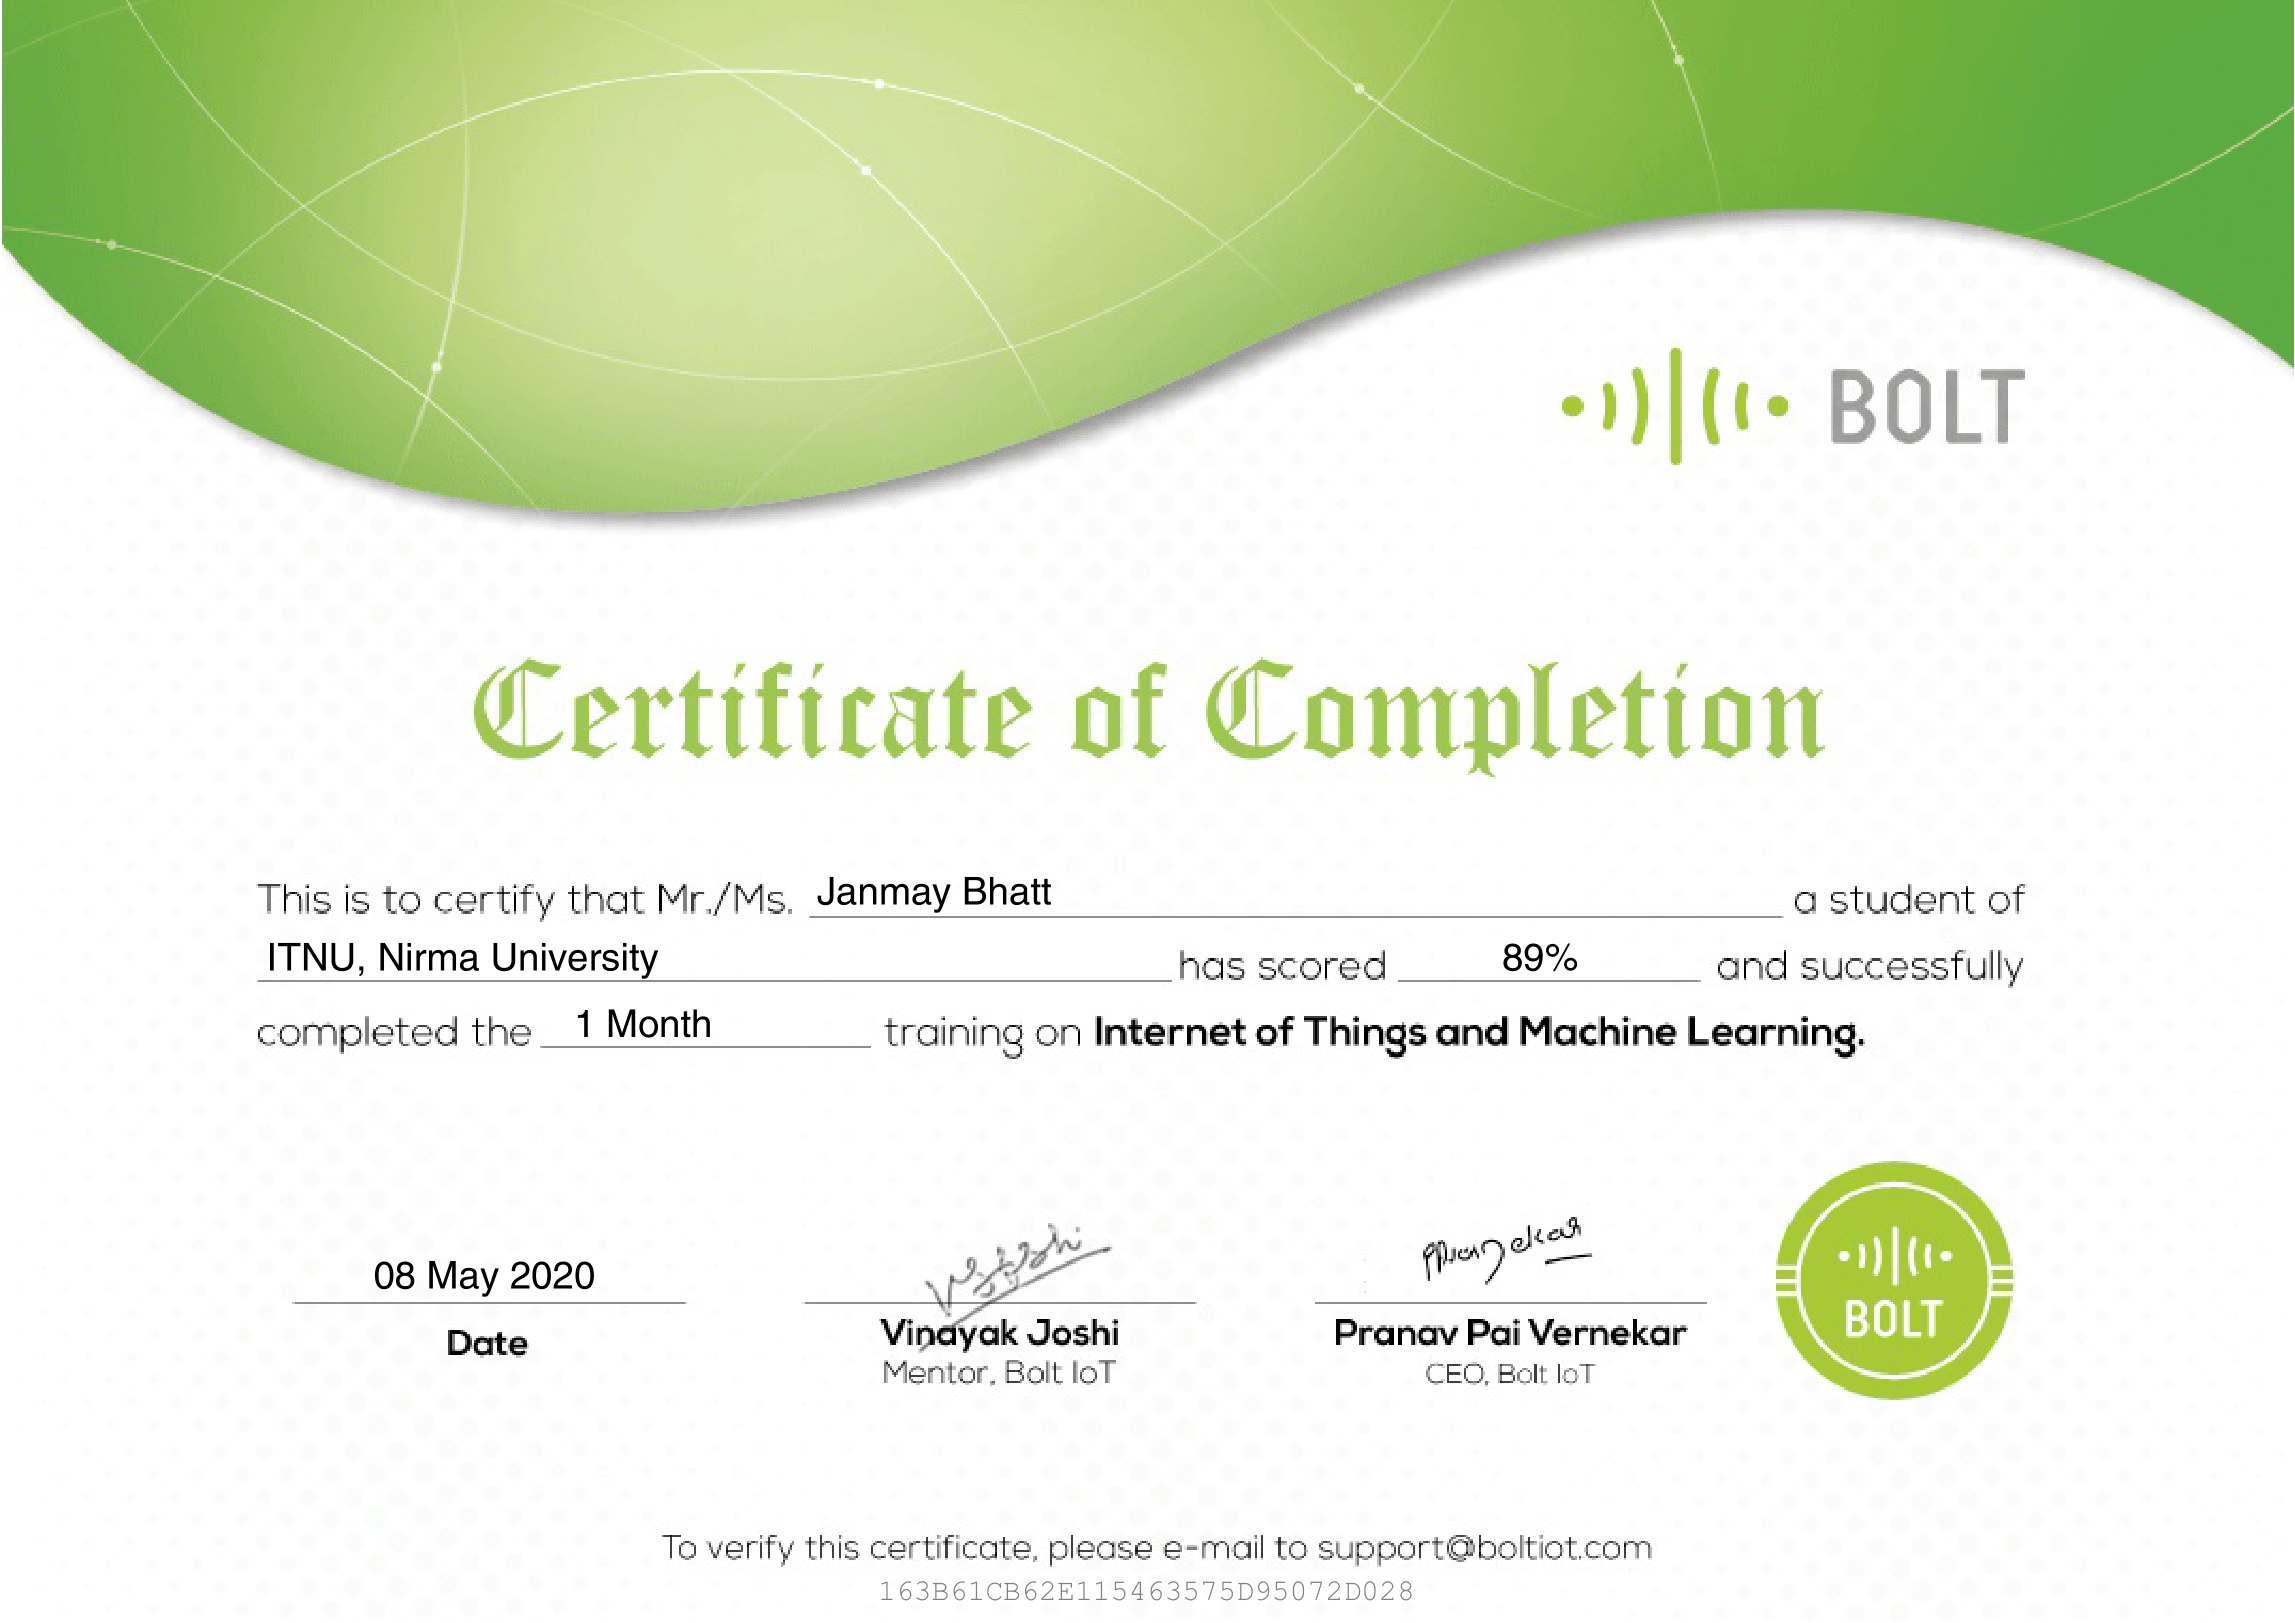 BOLT
Certificate of Completion
This is to certify that Mr./Ms. Janmay Bhatt a student of
ITNU, Nirma University has scored 89% and successfully
completed the 1 Month training on Internet of Things and Machine Learning.
08 May 2020
Date
Vinayak Joshi
Mentor, Bolt IoT
Pranav Pai Vernekar
CEO, Bolt IoT
BOLT
To verify this certificate, please e-mail to support@boltiot.com
163B61CB62E115463575D95072D028